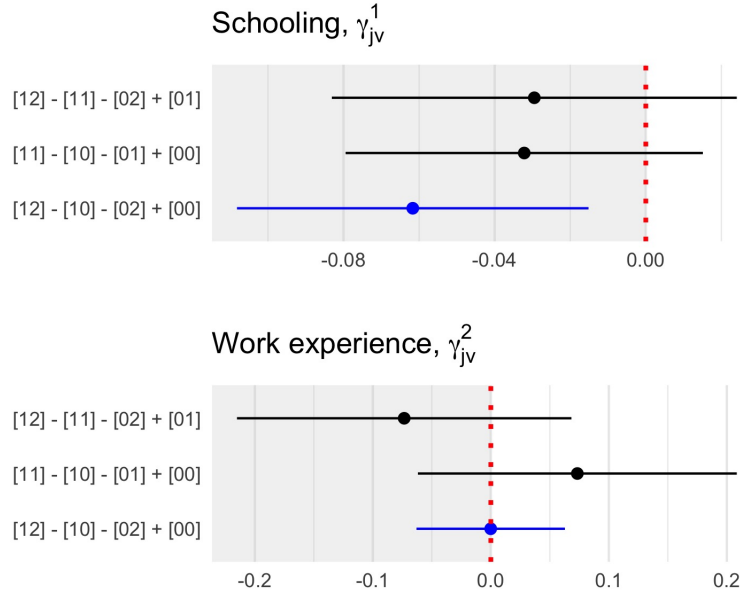 Schooling, γ¹jv
[12] - [11] - [02] + [01]
[11] - [10] - [01] + [00]
[12] - [10] - [02] + [00]
-0.08 -0.04 0.00
Work experience, γ²jv
[12] - [11] - [02] + [01]
[11] - [10] - [01] + [00]
[12] - [10] - [02] + [00]
-0.2 -0.1 0.0 0.1 0.2